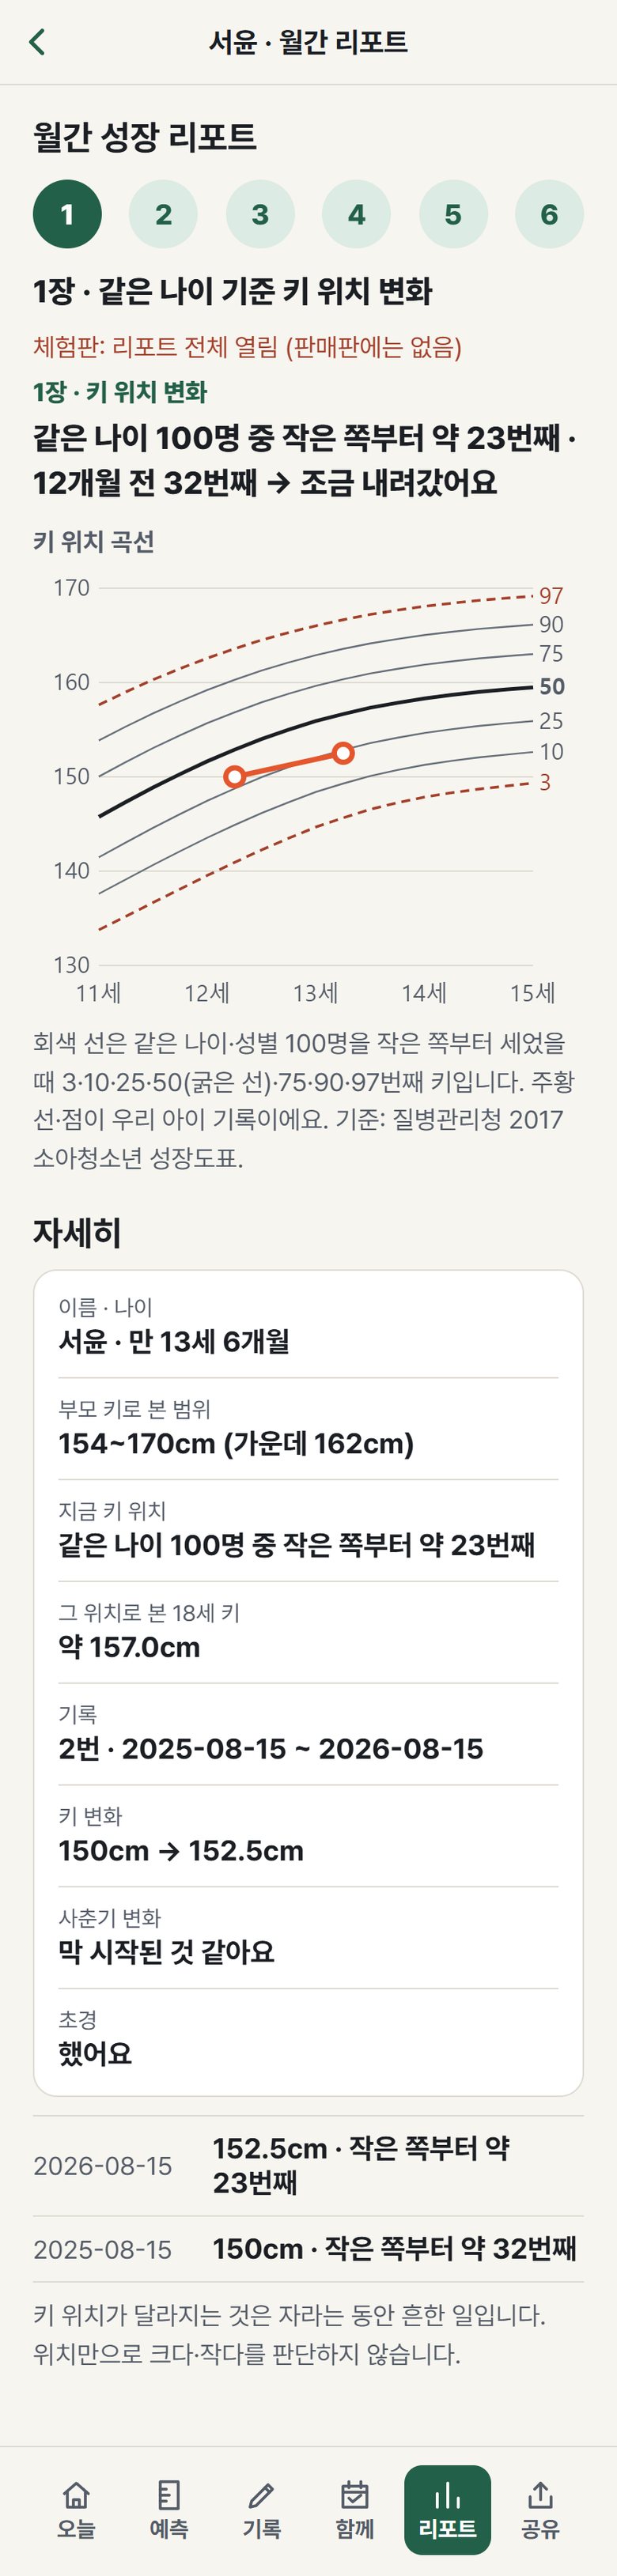 서윤 · 월간 리포트
월간 성장 리포트
1 2 3 4 5 6
1장 · 같은 나이 기준 키 위치 변화
체험판: 리포트 전체 열림 (판매판에는 없음)
1장 · 키 위치 변화
같은 나이 100명 중 작은 쪽부터 약 23번째 ·
12개월 전 32번째 → 조금 내려갔어요
키 위치 곡선
170
97
90
75
160
50
25
10
150
3
140
130
11세 12세 13세 14세 15세
회색 선은 같은 나이·성별 100명을 작은 쪽부터 세었을
때 3·10·25·50(굵은 선)·75·90·97번째 키입니다. 주황
선·점이 우리 아이 기록이에요. 기준: 질병관리청 2017
소아청소년 성장도표.
자세히
이름 · 나이
서윤 · 만 13세 6개월
부모 키로 본 범위
154~170cm (가운데 162cm)
지금 키 위치
같은 나이 100명 중 작은 쪽부터 약 23번째
그 위치로 본 18세 키
약 157.0cm
기록
2번 · 2025-08-15 ~ 2026-08-15
키 변화
150cm → 152.5cm
사춘기 변화
막 시작된 것 같아요
초경
했어요
2026-08-15 152.5cm · 작은 쪽부터 약
23번째
2025-08-15 150cm · 작은 쪽부터 약 32번째
키 위치가 달라지는 것은 자라는 동안 흔한 일입니다.
위치만으로 크다·작다를 판단하지 않습니다.
오늘 예측 기록 함께 리포트 공유